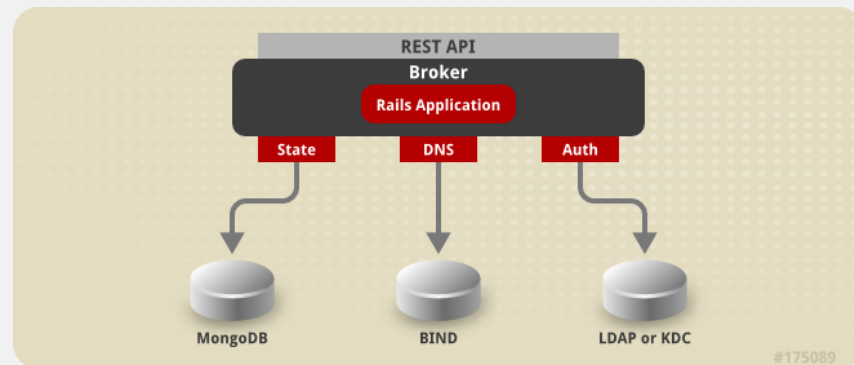 REST API
Broker
Rails Application
State
DNS
Auth
MongoDB
BIND
LDAP or KDC
#175089